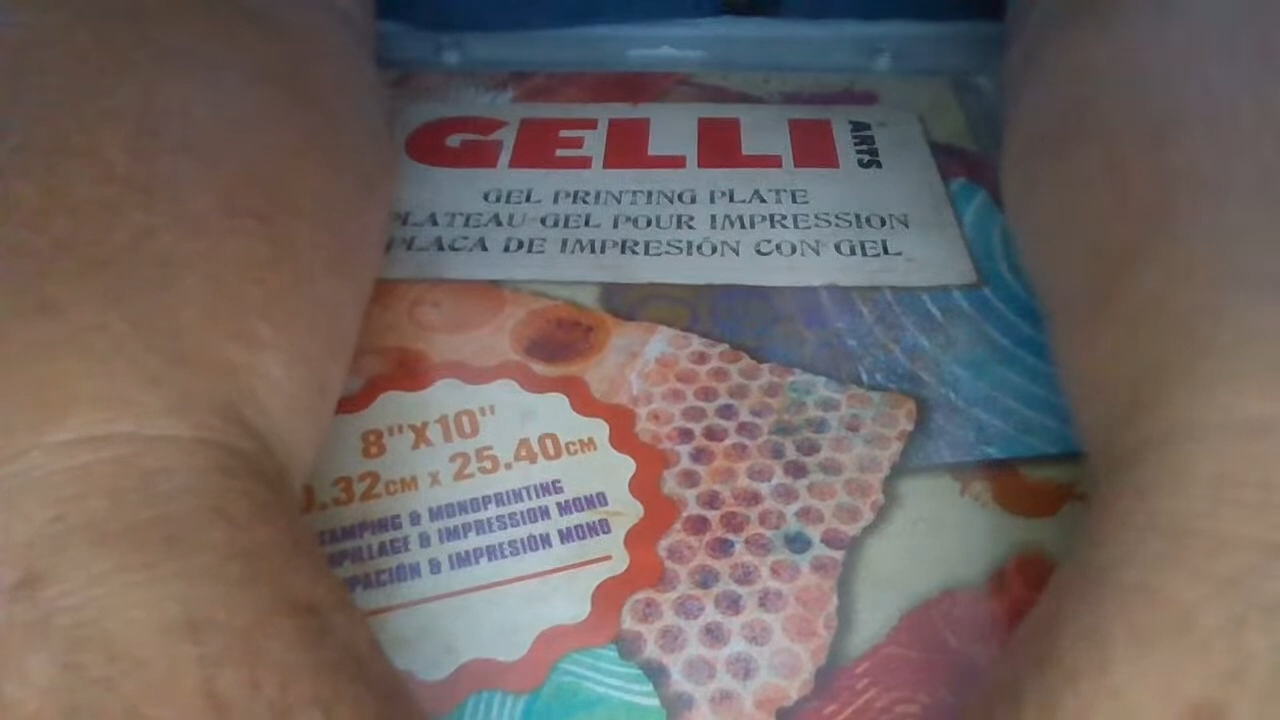 GELLI ARTS
GEL PRINTING PLATE
PLATEAU-GEL POUR IMPRESSION
PLACA DE IMPRESIÓN CON GEL
8"X10"
.32CM X 25.40CM
& MONOPRINTING
& IMPRESSION MONO
& IMPRESIÓN MONO